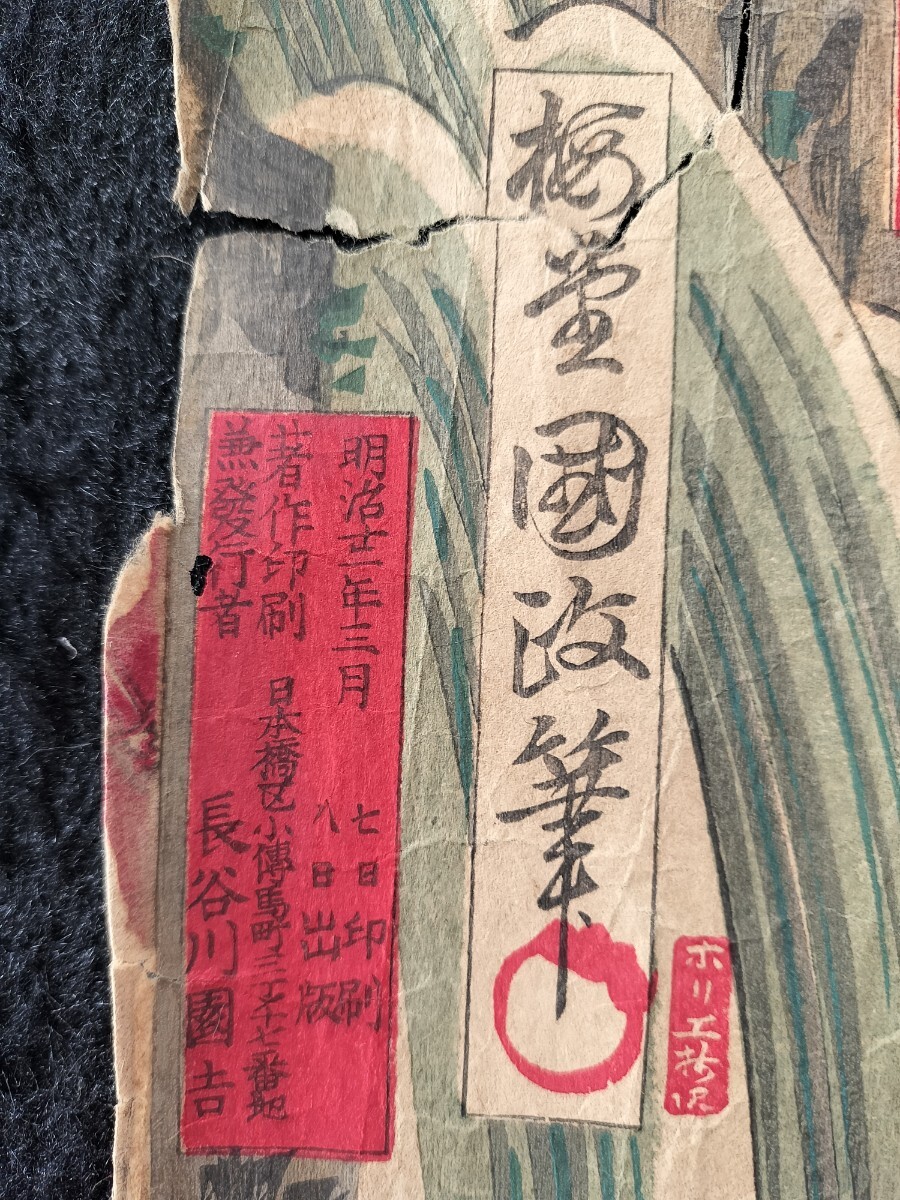 ホリ工
梅堂國政筆
明治 年三月
七日印刷
八日出版
著作印刷
兼發行者
日本橋区小傳馬町三丁十七番地
長谷川園吉